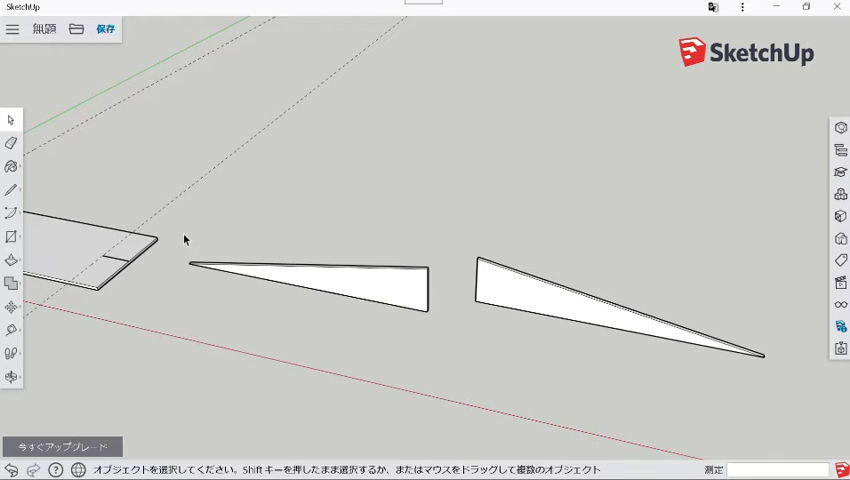 SketchUp
無題
保存
SketchUp
今すぐアップグレード
オブジェクトを選択してください。Shift キーを押したまま選択するか、またはマウスをドラッグして複数のオブジェクト
測定